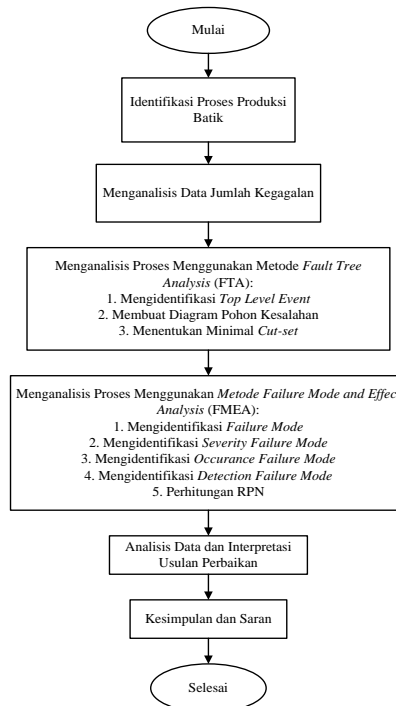 Mulai
Identifikasi Proses Produksi
Batik
Menganalisis Data Jumlah Kegagalan
Menganalisis Proses Menggunakan Metode Fault Tree
Analysis (FTA):
1. Mengidentifikasi Top Level Event
2. Membuat Diagram Pohon Kesalahan
3. Menentukan Minimal Cut-set
Menganalisis Proses Menggunakan Metode Failure Mode and Effec
Analysis (FMEA):
1. Mengidentifikasi Failure Mode
2. Mengidentifikasi Severity Failure Mode
3. Mengidentifikasi Occurance Failure Mode
4. Mengidentifikasi Detection Failure Mode
5. Perhitungan RPN
Analisis Data dan Interpretasi
Usulan Perbaikan
Kesimpulan dan Saran
Selesai